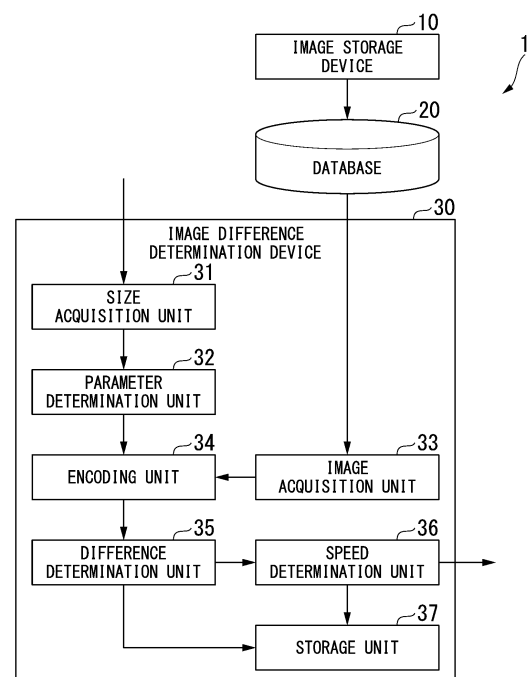 10
IMAGE STORAGE
DEVICE
1
20
DATABASE
30
IMAGE DIFFERENCE
DETERMINATION DEVICE
31
SIZE
ACQUISITION UNIT
32
PARAMETER
DETERMINATION UNIT
34
ENCODING UNIT
33
IMAGE
ACQUISITION UNIT
35
DIFFERENCE
DETERMINATION UNIT
36
SPEED
DETERMINATION UNIT
37
STORAGE UNIT